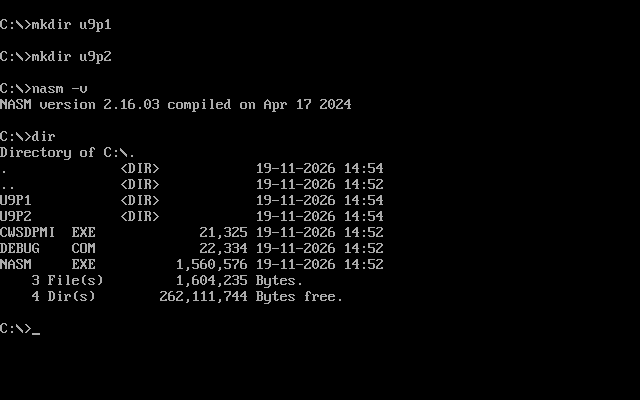 C:\>mkdir u9p1
C:\>mkdir u9p2
C:\>nasm -v
NASM version 2.16.03 compiled on Apr 17 2024
C:\>dir
Directory of C:\.
.              <DIR>            19-11-2026 14:54
..             <DIR>            19-11-2026 14:52
U9P1           <DIR>            19-11-2026 14:54
U9P2           <DIR>            19-11-2026 14:54
CWSDPMI  EXE             21,325 19-11-2026 14:52
DEBUG    COM             22,334 19-11-2026 14:52
NASM     EXE          1,560,576 19-11-2026 14:52
    3 File(s)         1,604,235 Bytes.
    4 Dir(s)        262,111,744 Bytes free.
C:\>_